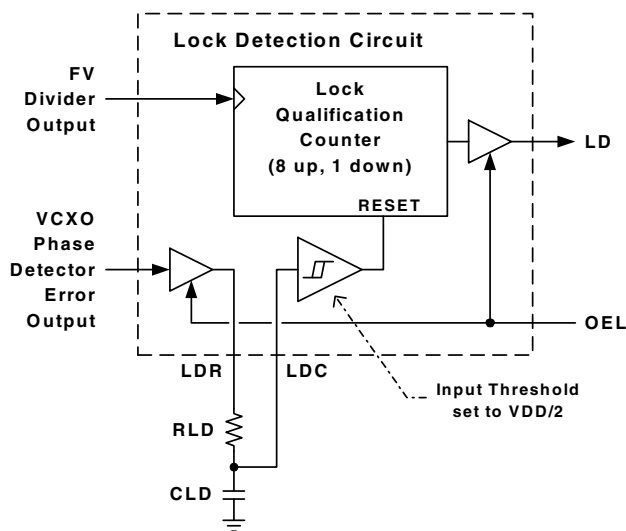 Lock Detection Circuit
FV
Divider
Output
Lock
Qualification
Counter
(8 up, 1 down)
RESET
LD
VCXO
Phase
Detector
Error
Output
OEL
LDR
LDC
Input Threshold
set to VDD/2
RLD
CLD